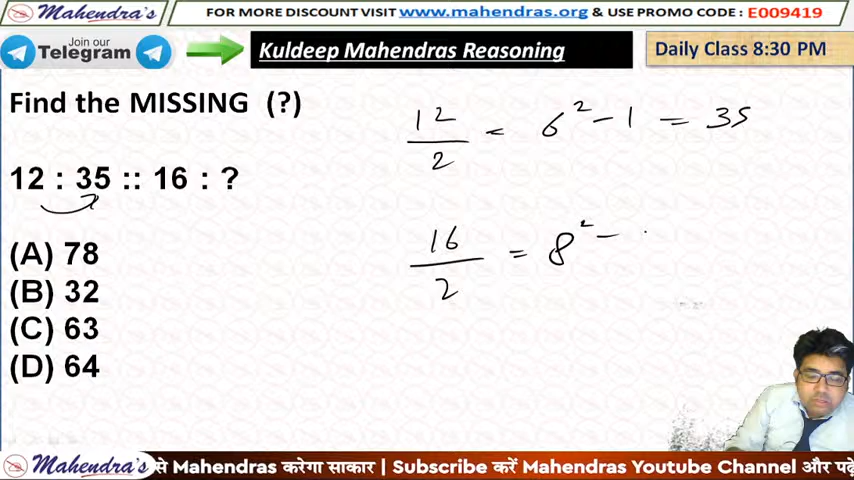 Mahendra's
FOR MORE DISCOUNT VISIT www.mahendras.org & USE PROMO CODE : E009419
Join our
Telegram
Kuldeep Mahendras Reasoning
Daily Class 8:30 PM
Find the MISSING (?)
12 : 35 :: 16 : ?
(A) 78
(B) 32
(C) 63
(D) 64
12/2 = 6² - 1 = 35
16/2 = 8² -
Mahendra's से Mahendras करेगा साकार | Subscribe करें Mahendras Youtube Channel और पढ़े